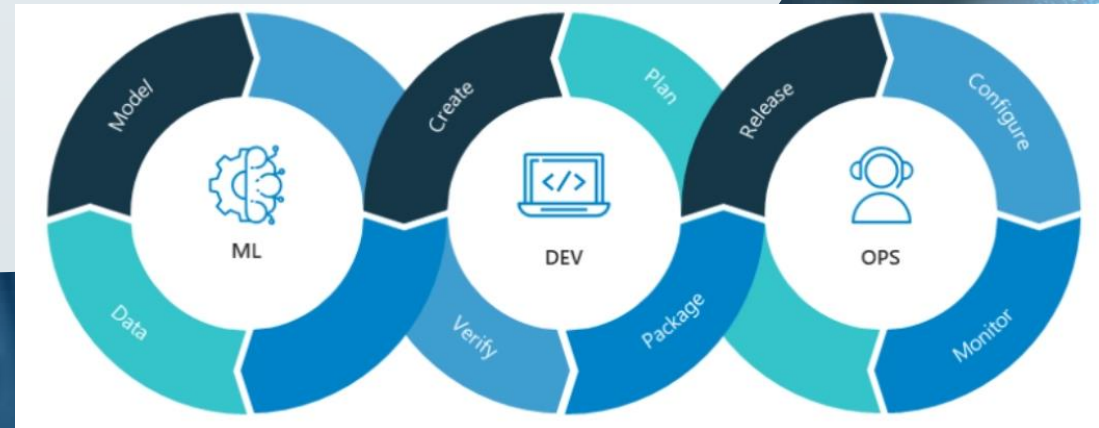 Model
Data
ML
Create
Plan
Verify
Package
</>
DEV
Release
Configure
Monitor
OPS